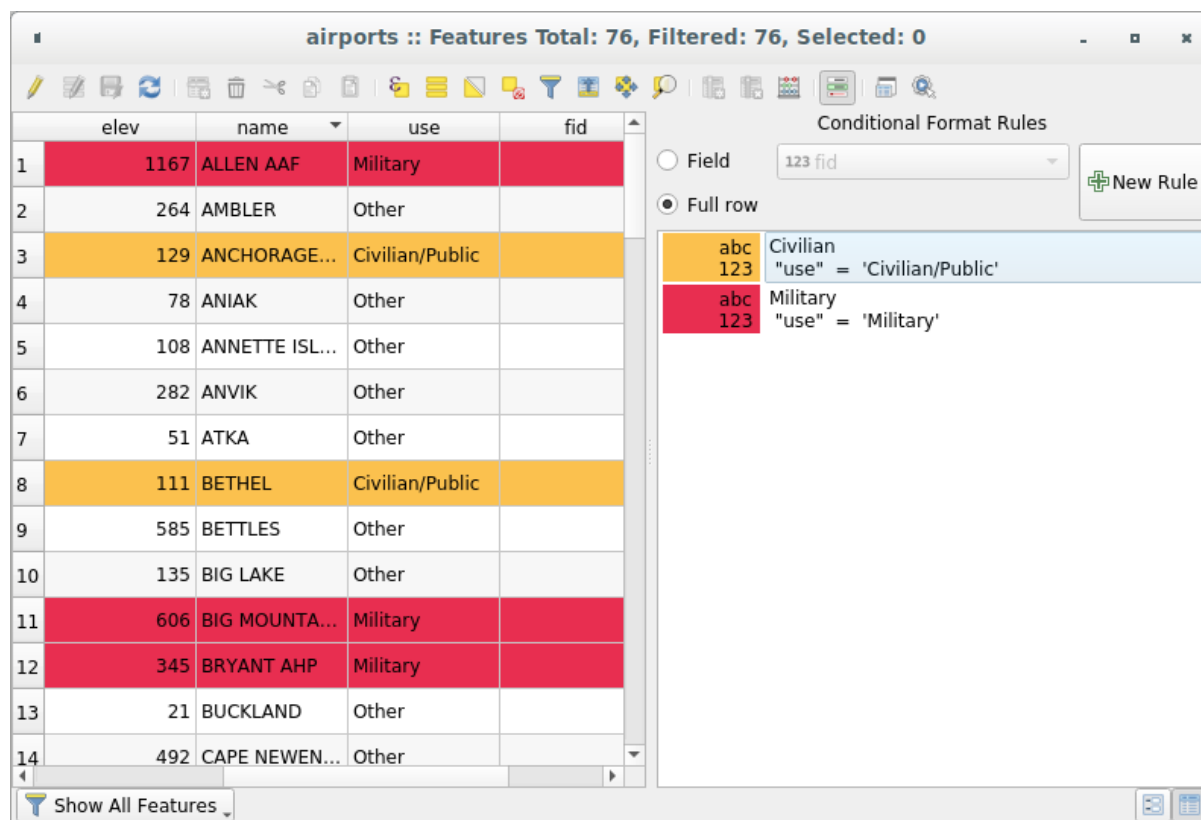 airports :: Features Total: 76, Filtered: 76, Selected: 0
elev name use fid
1 1167 ALLEN AAF Military
2 264 AMBLER Other
3 129 ANCHORAGE... Civilian/Public
4 78 ANIAK Other
5 108 ANNETTE ISL... Other
6 282 ANVIK Other
7 51 ATKA Other
8 111 BETHEL Civilian/Public
9 585 BETTLES Other
10 135 BIG LAKE Other
11 606 BIG MOUNTA... Military
12 345 BRYANT AHP Military
13 21 BUCKLAND Other
14 492 CAPE NEWEN... Other
Show All Features
Conditional Format Rules
Field 123 fid
Full row
New Rule
abc Civilian
123 "use" = 'Civilian/Public'
abc Military
123 "use" = 'Military'